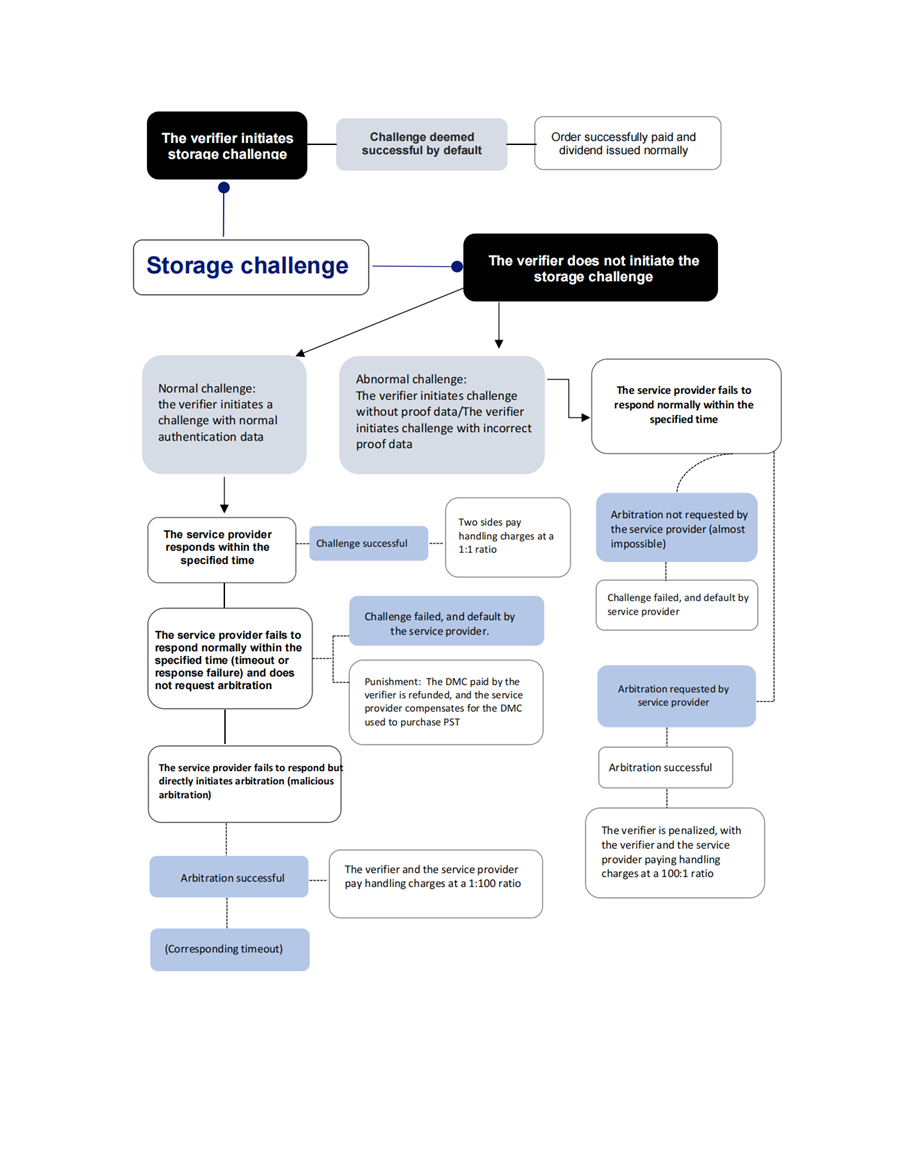 The verifier initiates
storage challenge
Challenge deemed
successful by default
Order successfully paid and
dividend issued normally
Storage challenge
The verifier does not initiate the
storage challenge
Normal challenge:
the verifier initiates a
challenge with normal
authentication data
Abnormal challenge:
The verifier initiates challenge
without proof data/The verifier
initiates challenge with incorrect
proof data
The service provider fails to
respond normally within the
specified time
The service provider
responds within the
specified time
Challenge successful
Two sides pay
handling charges at a
1:1 ratio
Arbitration not requested by
the service provider (almost
impossible)
Challenge failed, and default by
service provider
The service provider fails to
respond normally within the
specified time (timeout or
response failure) and does
not request arbitration
Challenge failed, and default by
the service provider.
Punishment: The DMC paid by the
verifier is refunded, and the service
provider compensates for the DMC
used to purchase PST
Arbitration requested by
service provider
Arbitration successful
The verifier is penalized, with
the verifier and the service
provider paying handling
charges at a 100:1 ratio
The service provider fails to respond but
directly initiates arbitration (malicious
arbitration)
Arbitration successful
The verifier and the service provider
pay handling charges at a 1:100 ratio
(Corresponding timeout)